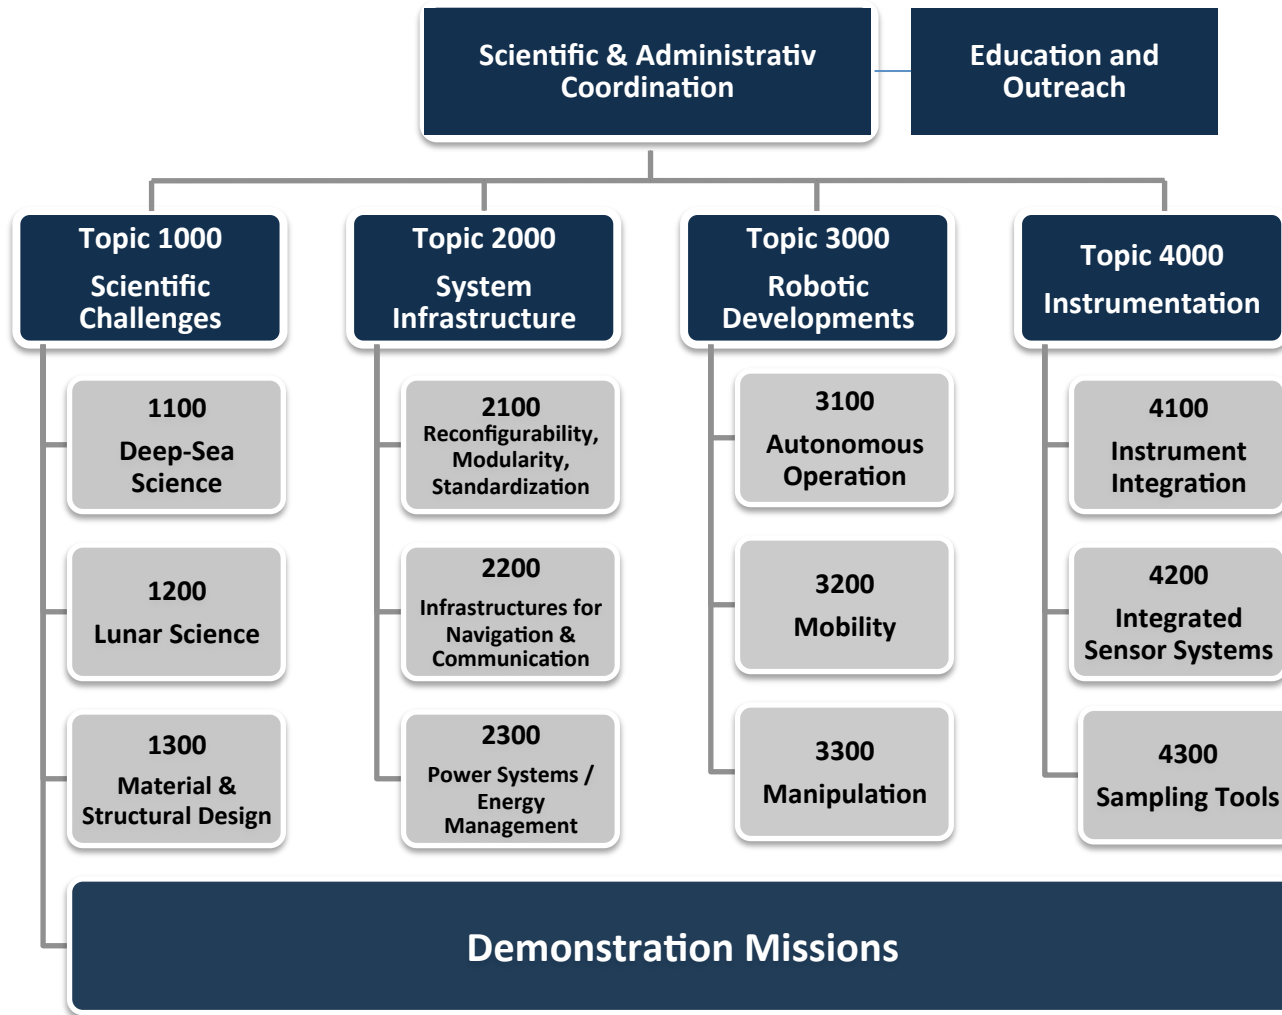 Scientific & Administrativ
Coordination
Education and
Outreach
Topic 1000
Scientific
Challenges
1100
Deep-Sea
Science
1200
Lunar Science
1300
Material &
Structural Design
Topic 2000
System
Infrastructure
2100
Reconfigurability,
Modularity,
Standardization
2200
Infrastructures for
Navigation &
Communication
2300
Power Systems /
Energy
Management
Topic 3000
Robotic
Developments
3100
Autonomous
Operation
3200
Mobility
3300
Manipulation
Topic 4000
Instrumentation
4100
Instrument
Integration
4200
Integrated
Sensor Systems
4300
Sampling Tools
Demonstration Missions